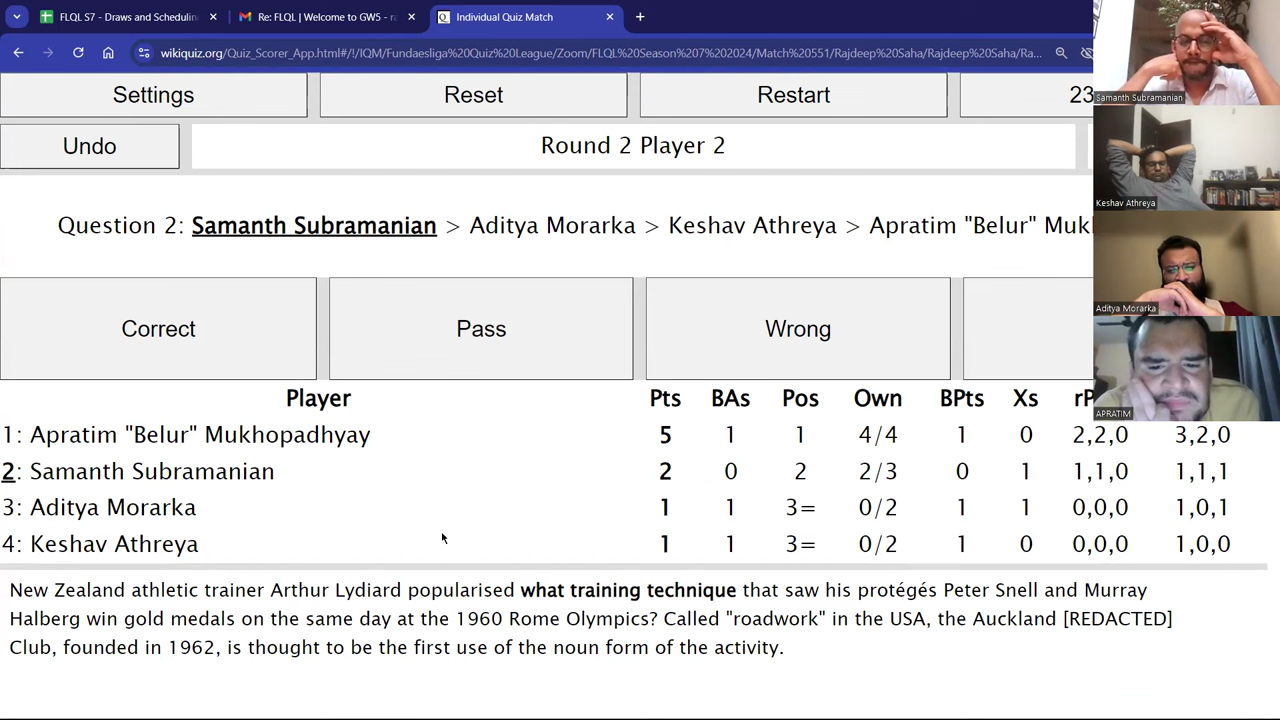 FLQL S7 - Draws and Schedulin
Re: FLQL | Welcome to GW5 - ra
Individual Quiz Match
wikiquiz.org/Quiz_Scorer_App.html#/!/IQM/Fundaesliga%20Quiz%20League/Zoom/FLQL%20Season%207%202024/Match%20551/Rajdeep%20Saha/Rajdeep%20Saha/Ra...
Settings
Reset
Restart
23
Undo
Round 2 Player 2
Question 2: Samanth Subramanian > Aditya Morarka > Keshav Athreya > Apratim "Belur" Muk
Correct
Pass
Wrong
Player Pts BAs Pos Own BPts Xs rP
1: Apratim "Belur" Mukhopadhyay 5 1 1 4/4 1 0 2,2,0 3,2,0
2: Samanth Subramanian 2 0 2 2/3 0 1 1,1,0 1,1,1
3: Aditya Morarka 1 1 3= 0/2 1 1 0,0,0 1,0,1
4: Keshav Athreya 1 1 3= 0/2 1 0 0,0,0 1,0,0
New Zealand athletic trainer Arthur Lydiard popularised what training technique that saw his protégés Peter Snell and Murray
Halberg win gold medals on the same day at the 1960 Rome Olympics? Called "roadwork" in the USA, the Auckland [REDACTED]
Club, founded in 1962, is thought to be the first use of the noun form of the activity.
Samanth Subramanian
Keshav Athreya
Aditya Morarka
APRATIM